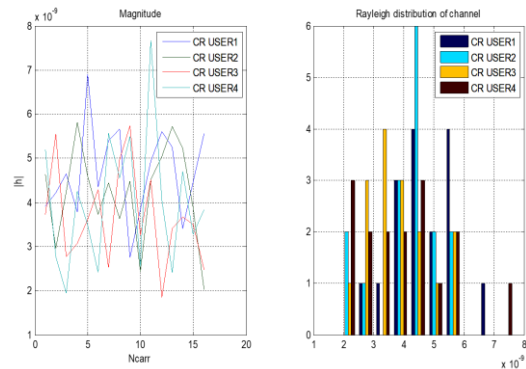 Magnitude
x 10^-9
8
7
6
5
4
3
2
1
0
5
10
15
20
|h|
Ncarr
CR USER1
CR USER2
CR USER3
CR USER4
Rayleigh distribution of channel
6
5
4
3
2
1
0
1
2
3
4
5
6
7
8
x 10^-9
CR USER1
CR USER2
CR USER3
CR USER4